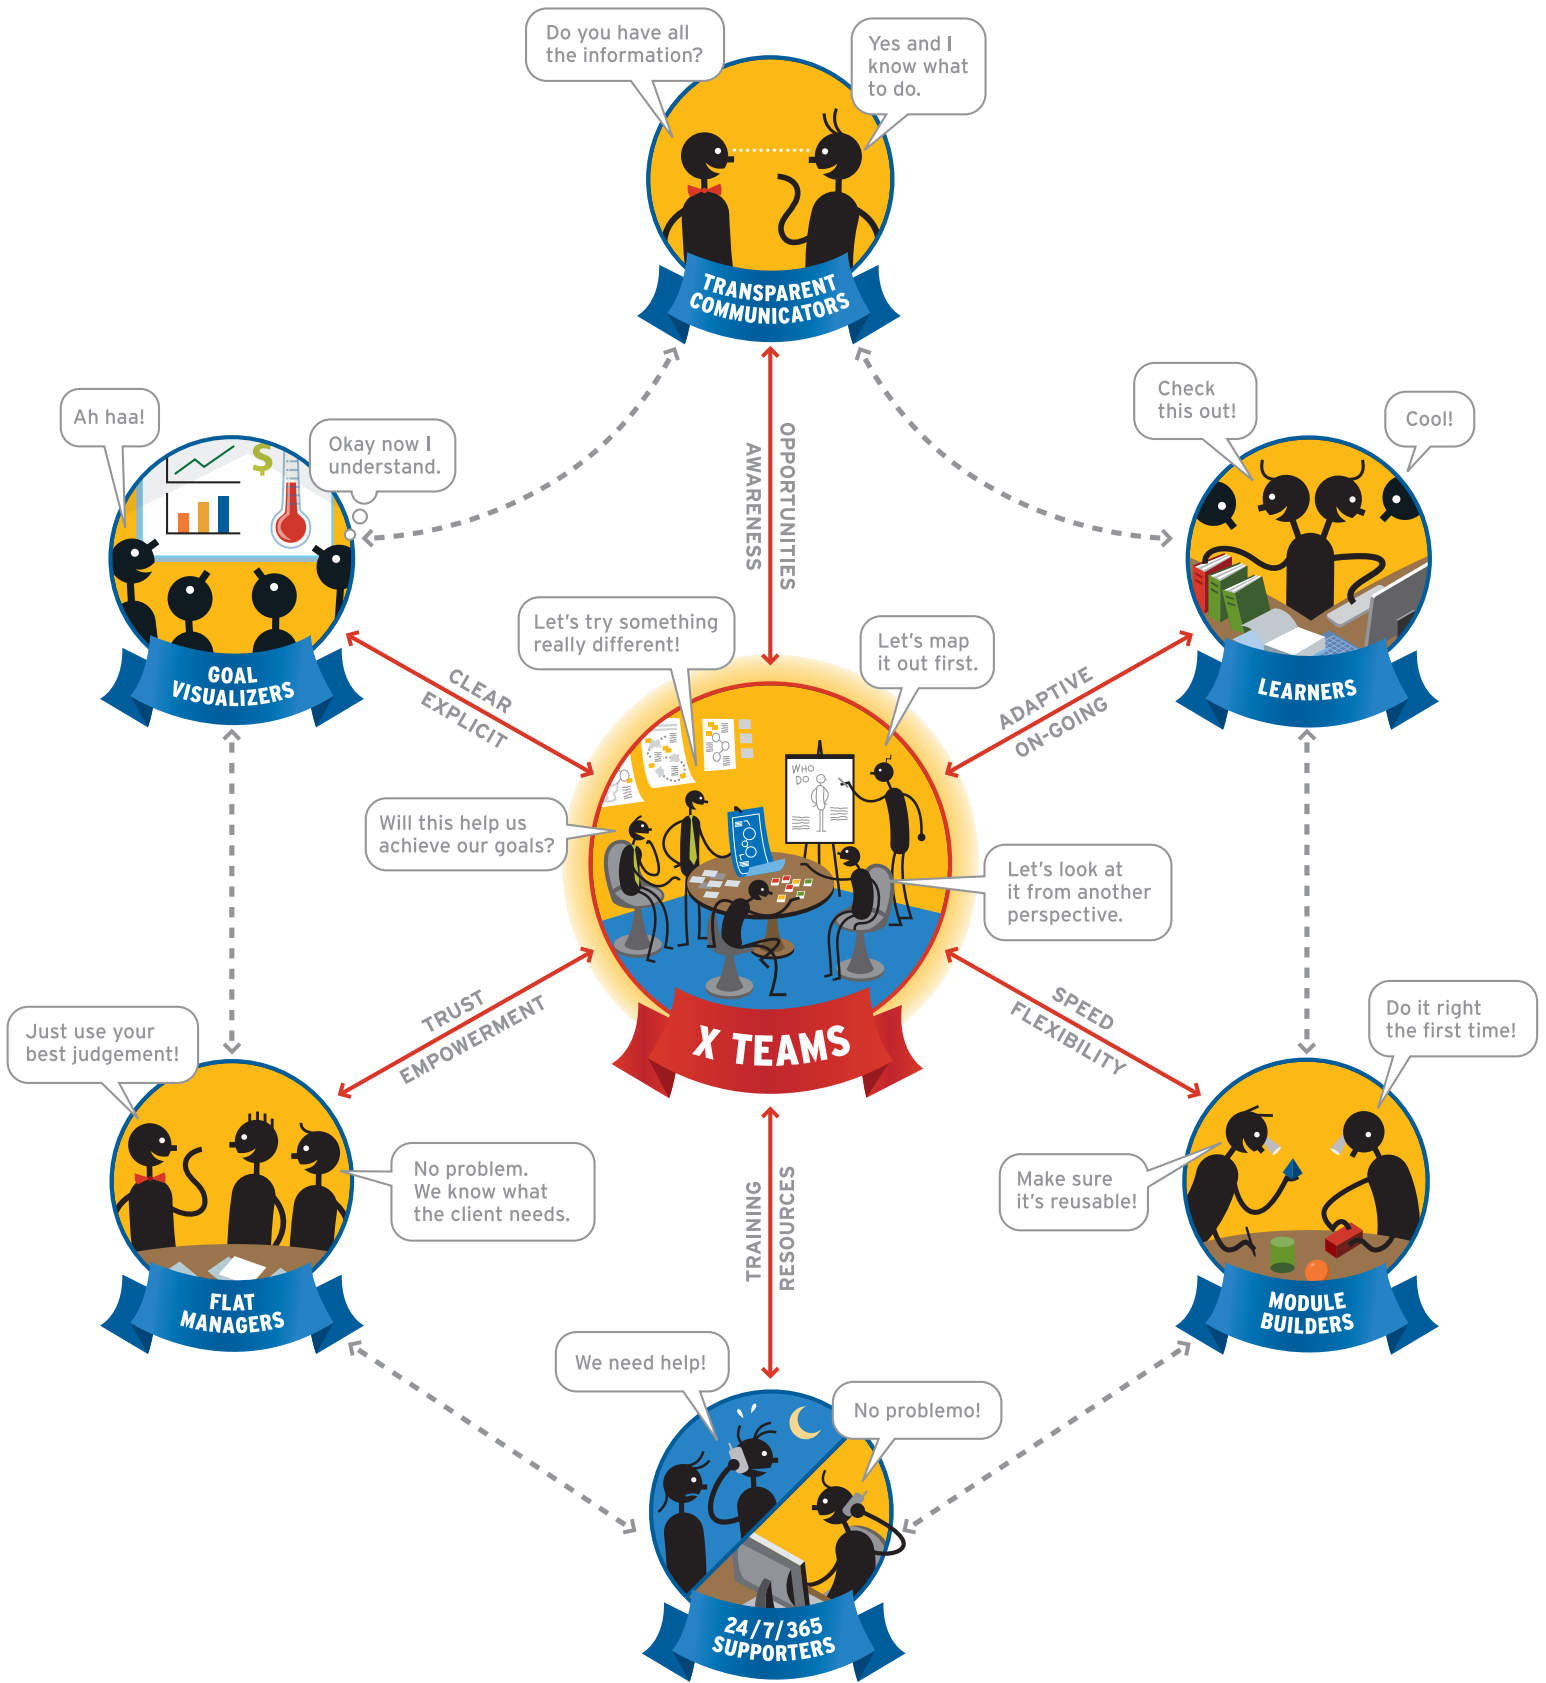 Do you have all
the information?
Yes and I
know what
to do.
TRANSPARENT
COMMUNICATORS
Ah haa!
Okay now I
understand.
$
GOAL
VISUALIZERS
Check
this out!
Cool!
LEARNERS
OPPORTUNITIES
AWARENESS
CLEAR
EXPLICIT
ADAPTIVE
ON-GOING
Let's try something
really different!
Let's map
it out first.
WHO
DO
Will this help us
achieve our goals?
Let's look at
it from another
perspective.
X TEAMS
TRUST
EMPOWERMENT
SPEED
FLEXIBILITY
Just use your
best judgement!
No problem.
We know what
the client needs.
FLAT
MANAGERS
Do it right
the first time!
Make sure
it's reusable!
MODULE
BUILDERS
TRAINING
RESOURCES
We need help!
No problemo!
24/7/365
SUPPORTERS